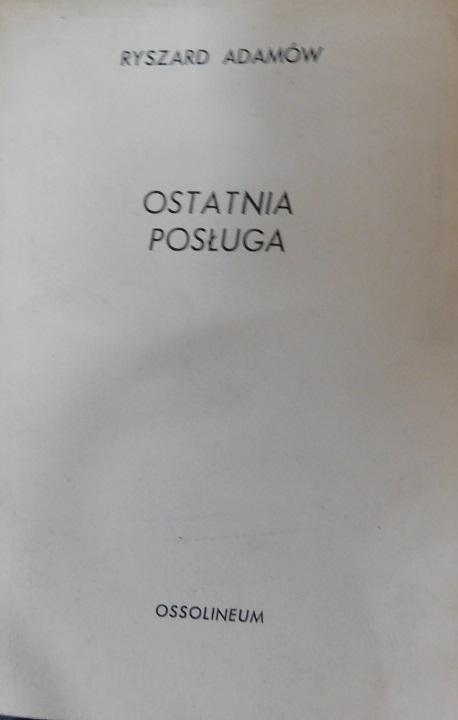 RYSZARD ADAMÓW
OSTATNIA
POSŁUGA
OSSOLINEUM